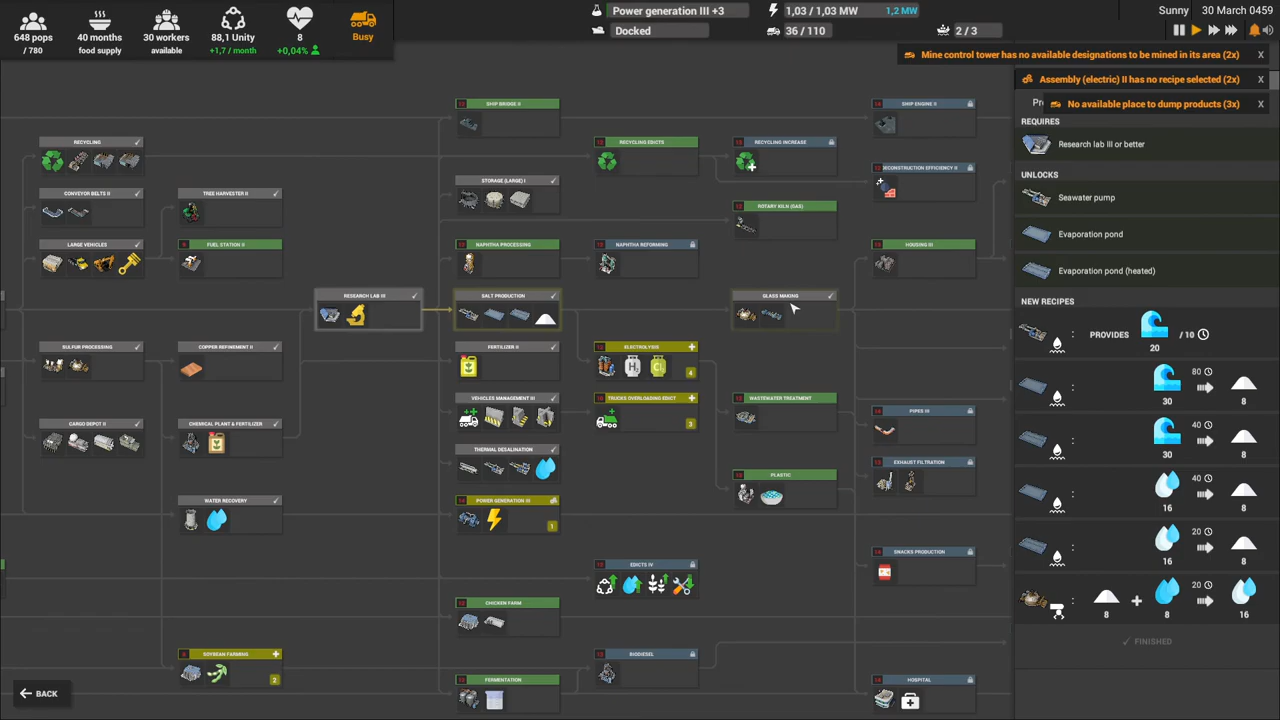 648 pops
/ 780
40 months
food supply
30 workers
available
88,1 Unity
+1,7 / month
8
+0,04%
Busy
Power generation III +3
Docked
1,03 / 1,03 MW
1,2 MW
36 / 110
2 / 3
Sunny
30 March 0459
Mine control tower has no available designations to be mined in its area (2x)
X
Assembly (electric) II has no recipe selected (2x)
X
No available place to dump products (3x)
X
REQUIRES
Research lab III or better
UNLOCKS
Seawater pump
Evaporation pond
Evaporation pond (heated)
NEW RECIPES
PROVIDES
20
/ 10
:
30
80
8
:
30
40
8
:
16
40
8
:
16
20
8
:
8
+
8
20
16
✓ FINISHED
SHIP BRIDGE II
SHIP ENGINE II
RECYCLING
RECYCLING EDICTS
RECYCLING INCREASE
STORAGE (LARGE) I
CONVEYOR BELTS II
TREE HARVESTER II
ROTARY KILN (GAS)
LARGE VEHICLES
FUEL STATION II
NAPHTHA PROCESSING
NAPHTHA REFORMING
HOUSING III
RESEARCH LAB III
SALT PRODUCTION
GLASS MAKING
SULFUR PROCESSING
COPPER REFINEMENT II
FERTILIZER II
ELECTROLYSIS
H₂
Cl₂
4
VEHICLES MANAGEMENT III
TRUCKS OVERLOADING EDICT
3
WASTEWATER TREATMENT
PIPES III
CARGO DEPOT II
CHEMICAL PLANT & FERTILIZER
THERMAL DESALINATION
PLASTIC
EXHAUST FILTRATION
WATER RECOVERY
POWER GENERATION III
1
SNACKS PRODUCTION
EDICTS IV
CHICKEN FARM
SOYBEAN FARMING
2
BIODIESEL
FERMENTATION
HOSPITAL
BACK